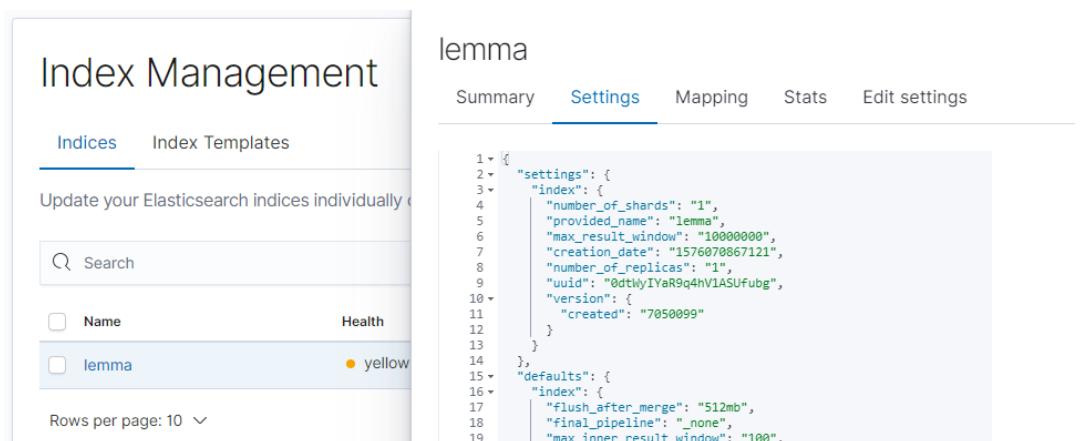 Index Management
Indices Index Templates
Update your Elasticsearch indices individually
Search
Name Health
lemma yellow
Rows per page: 10
lemma
Summary Settings Mapping Stats Edit settings
1 {
2 "settings": {
3 "index": {
4 "number_of_shards": "1",
5 "provided_name": "lemma",
6 "max_result_window": "10000000",
7 "creation_date": "1576070867121",
8 "number_of_replicas": "1",
9 "uuid": "0dtWyIYaR9q4hV1ASUfubg",
10 "version": {
11 "created": "7050099"
12 }
13 }
14 },
15 "defaults": {
16 "index": {
17 "flush_after_merge": "512mb",
18 "final_pipeline": "_none",
19 "max_inner_result_window": "100",